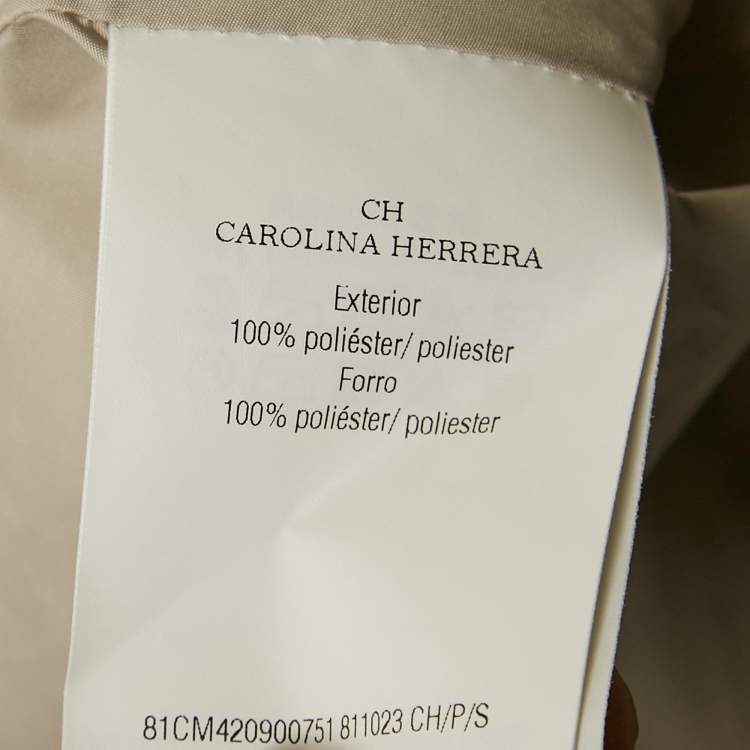 CH
CAROLINA HERRERA
Exterior
100% poliéster/ poliester
Forro
100% poliéster/ poliester
81CM420900751 811023 CH/P/S